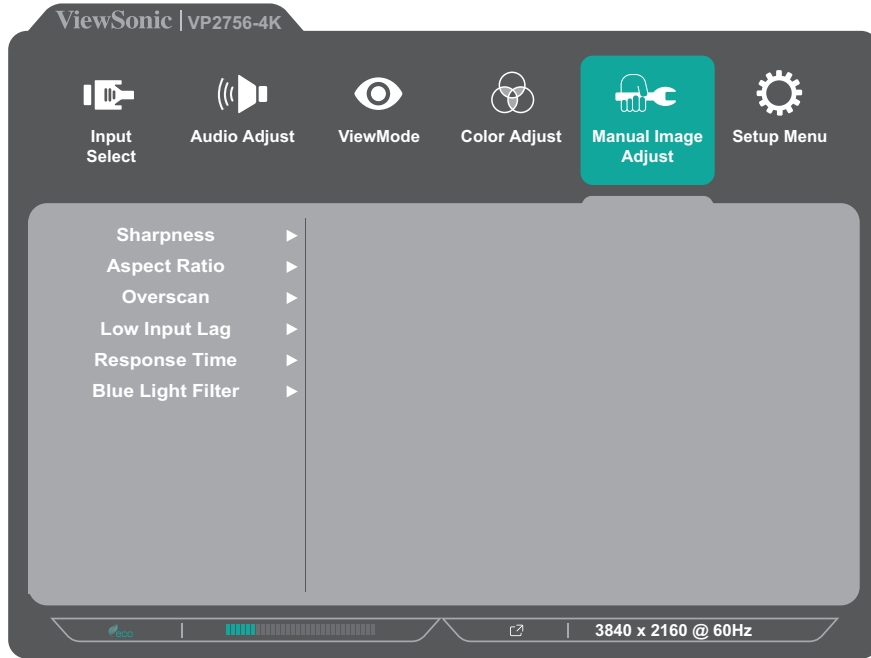 ViewSonic | VP2756-4K
Input Select
Audio Adjust
ViewMode
Color Adjust
Manual Image Adjust
Setup Menu
Sharpness
Aspect Ratio
Overscan
Low Input Lag
Response Time
Blue Light Filter
eco
3840 x 2160 @ 60Hz